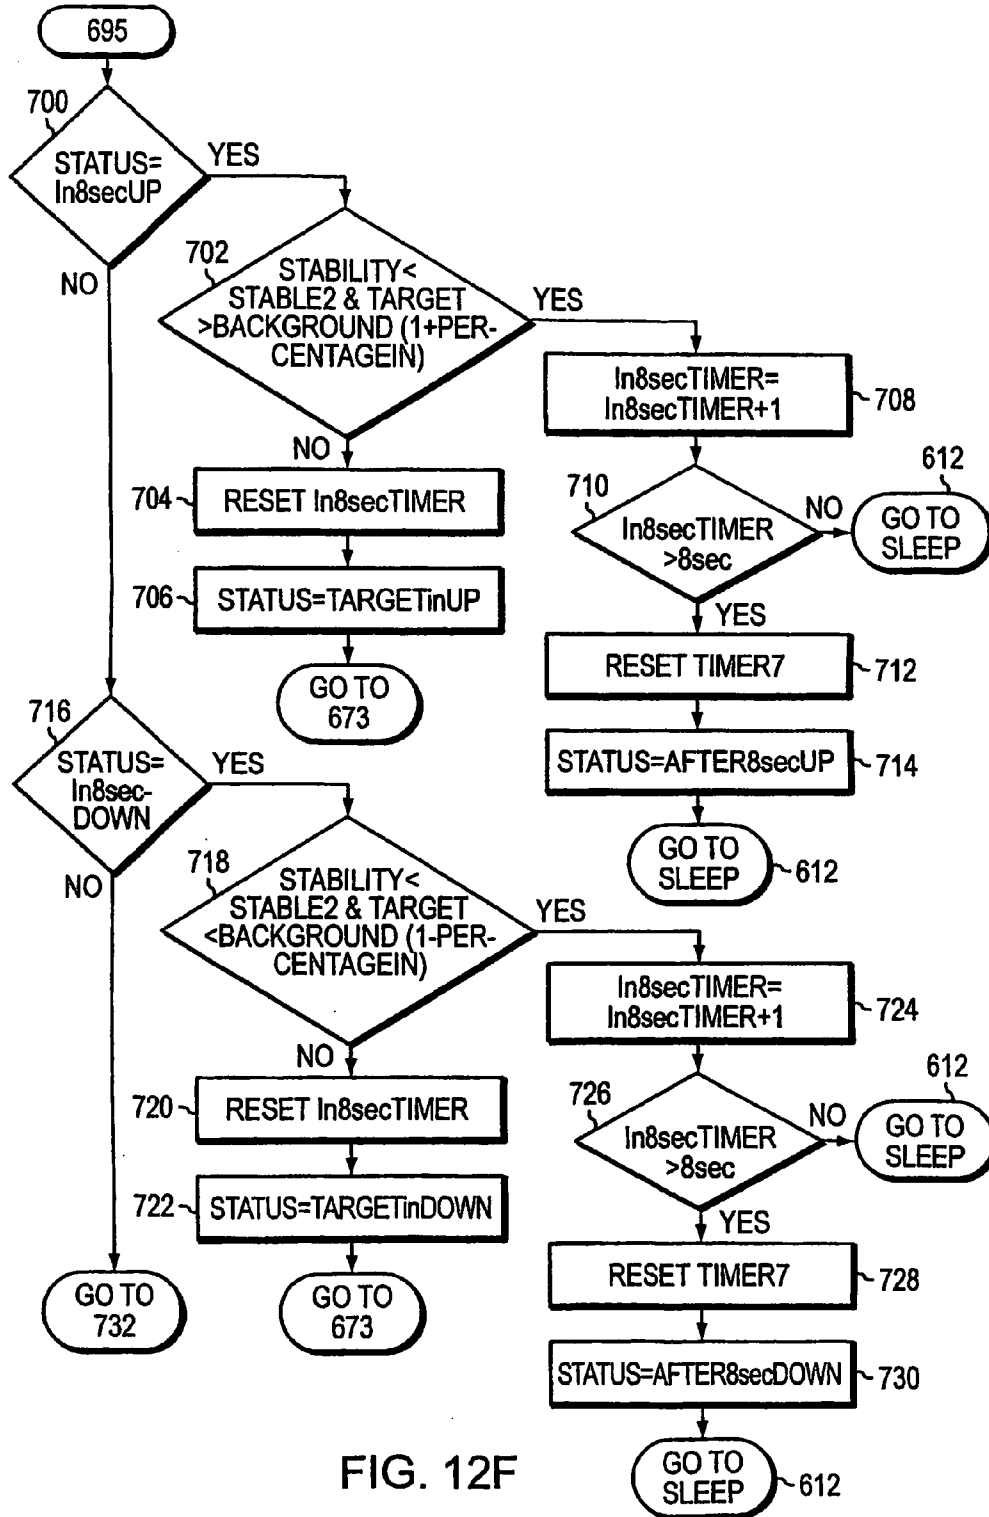 695
700
STATUS=
In8secUP
YES
NO
702
STABILITY<
STABLE2 & TARGET
>BACKGROUND (1+PER-
CENTAGEIN)
YES
NO
704
RESET In8secTIMER
706
STATUS=TARGETinUP
GO TO
673
In8secTIMER=
In8secTIMER+1
708
710
In8secTIMER
>8sec
NO
612
GO TO
SLEEP
YES
RESET TIMER7
712
STATUS=AFTER8secUP
714
GO TO
SLEEP
612
716
STATUS=
In8sec-
DOWN
YES
NO
718
STABILITY<
STABLE2 & TARGET
<BACKGROUND (1-PER-
CENTAGEIN)
YES
NO
720
RESET In8secTIMER
722
STATUS=TARGETinDOWN
GO TO
732
GO TO
673
In8secTIMER=
In8secTIMER+1
724
726
In8secTIMER
>8sec
NO
612
GO TO
SLEEP
YES
RESET TIMER7
728
STATUS=AFTER8secDOWN
730
GO TO
SLEEP
612
FIG. 12F